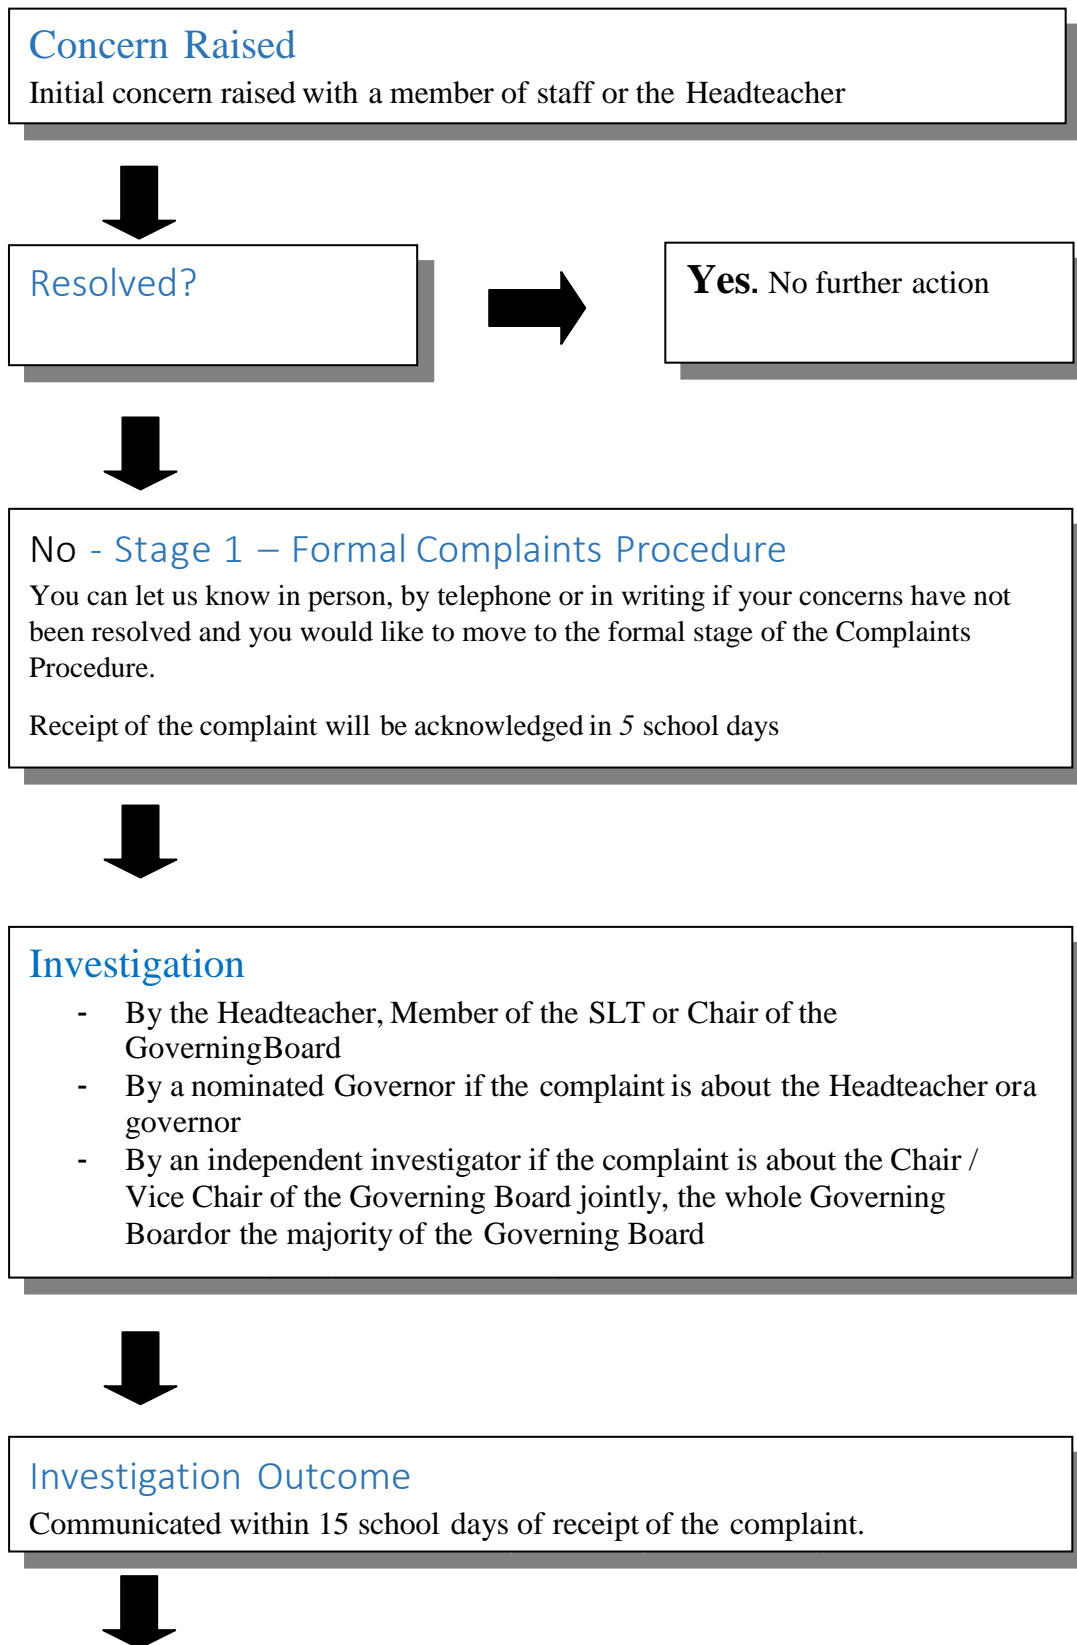 Concern Raised
Initial concern raised with a member of staff or the Headteacher
Resolved?
Yes. No further action
No - Stage 1 – Formal Complaints Procedure
You can let us know in person, by telephone or in writing if your concerns have not
been resolved and you would like to move to the formal stage of the Complaints
Procedure.
Receipt of the complaint will be acknowledged in 5 school days
Investigation
- By the Headteacher, Member of the SLT or Chair of the
GoverningBoard
- By a nominated Governor if the complaint is about the Headteacher ora
governor
- By an independent investigator if the complaint is about the Chair /
Vice Chair of the Governing Board jointly, the whole Governing
Boardor the majority of the Governing Board
Investigation Outcome
Communicated within 15 school days of receipt of the complaint.